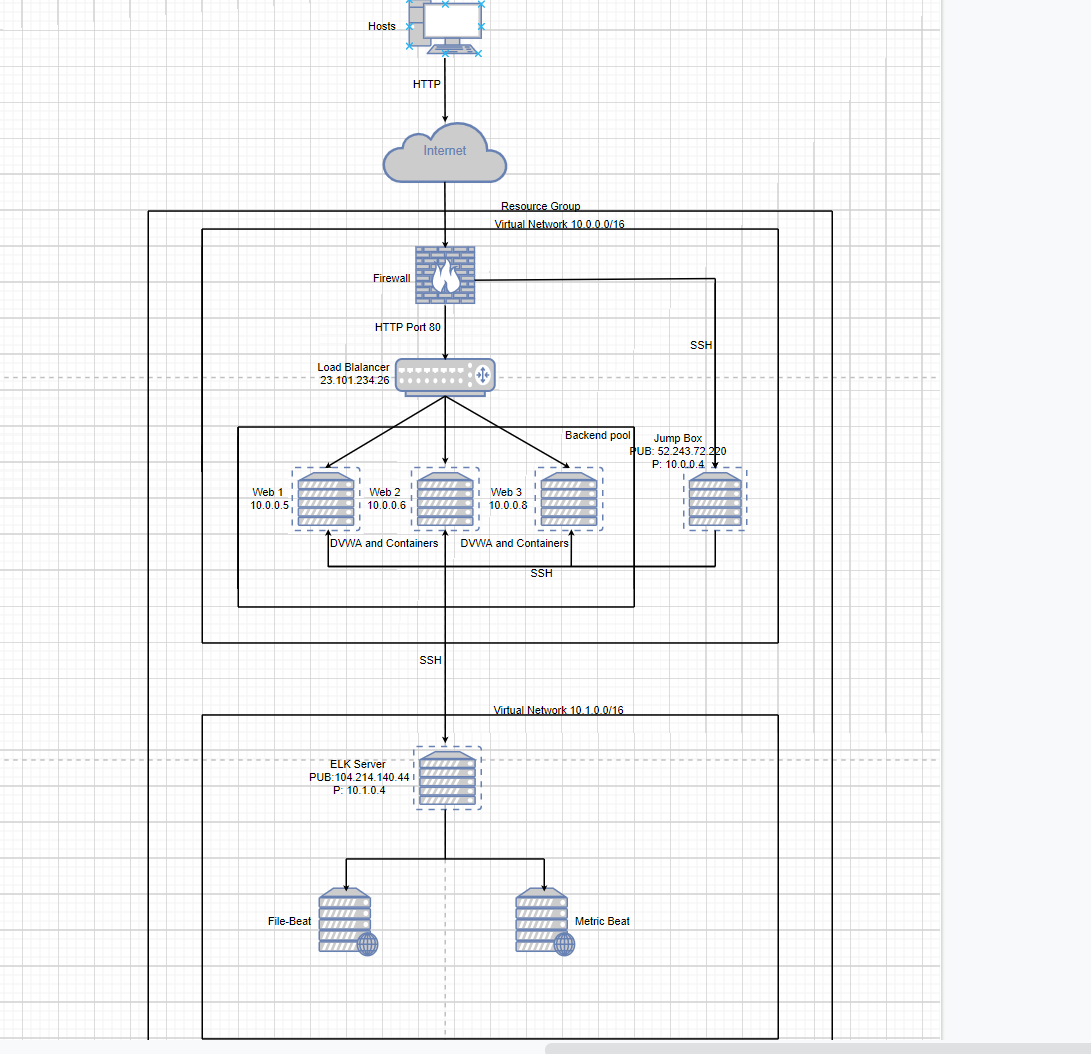 Hosts
HTTP
Internet
Resource Group
Virtual Network 10.0.0.0/16
Firewall
HTTP Port 80
SSH
Load Blalancer
23.101.234.26
Backend pool
Jump Box
PUB: 52.243.72.220
P: 10.0.0.4
Web 1
10.0.0.5
Web 2
10.0.0.6
Web 3
10.0.0.8
DVWA and Containers
DVWA and Containers
SSH
SSH
Virtual Network 10.1.0.0/16
ELK Server
PUB:104.214.140.44
P: 10.1.0.4
File-Beat
Metric Beat